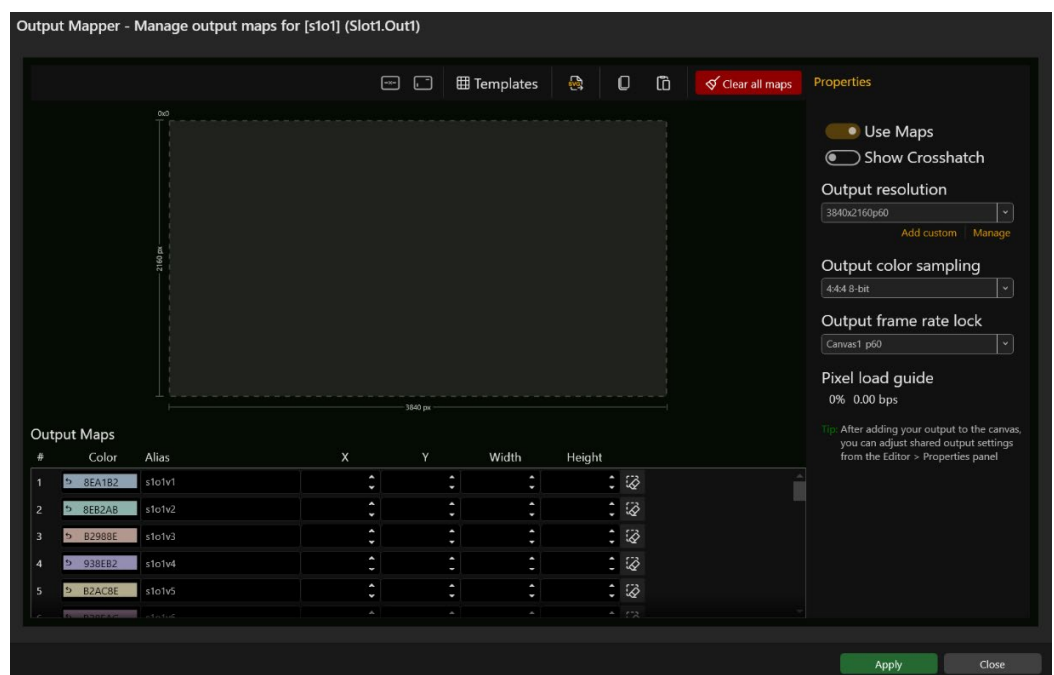 Output Mapper - Manage output maps for [s1o1] (Slot1.Out1)
Templates
SVG
Clear all maps
Properties
0x0
2160 px
3840 px
Use Maps
Show Crosshatch
Output resolution
3840x2160p60
Add custom | Manage
Output color sampling
4:4:4 8-bit
Output frame rate lock
Canvas1 p60
Pixel load guide
0% 0.00 bps
Tip: After adding your output to the canvas,
you can adjust shared output settings
from the Editor > Properties panel
Output Maps
# Color Alias X Y Width Height
1 8EA1B2 s1o1v1
2 8EB2AB s1o1v2
3 B2988E s1o1v3
4 938EB2 s1o1v4
5 B2AC8E s1o1v5
6 s1o1v6
Apply Close